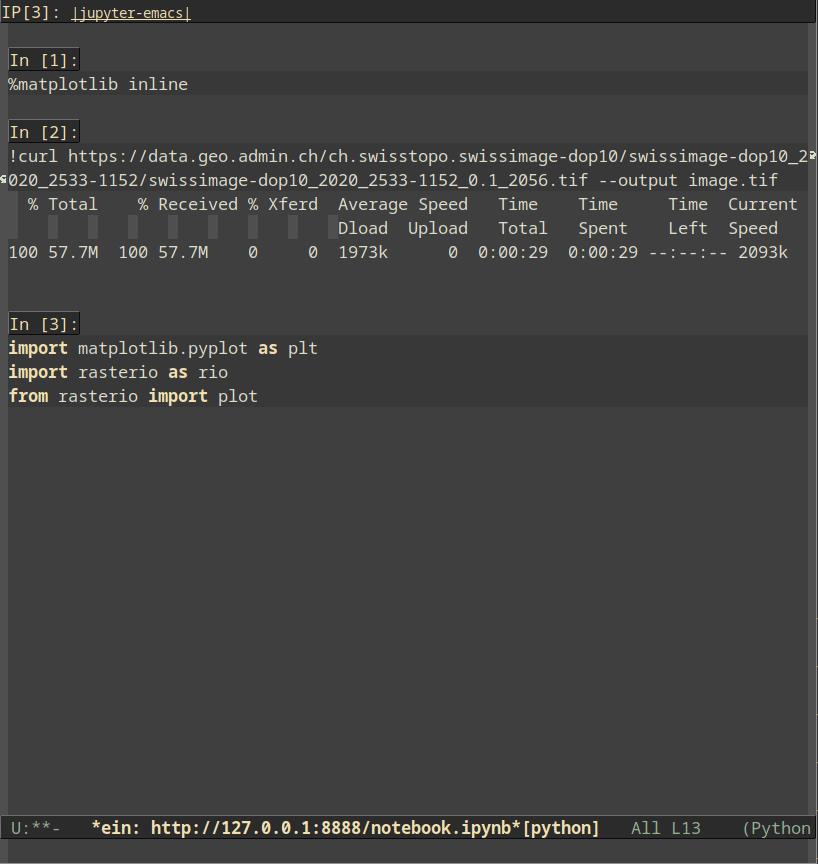 IP[3]: |jupyter-emacs|
In [1]:
%matplotlib inline
In [2]:
!curl https://data.geo.admin.ch/ch.swisstopo.swissimage-dop10/swissimage-dop10_2
020_2533-1152/swissimage-dop10_2020_2533-1152_0.1_2056.tif --output image.tif
% Total % Received % Xferd Average Speed Time Time Time Current
Dload Upload Total Spent Left Speed
100 57.7M 100 57.7M 0 0 1973k 0 0:00:29 0:00:29 --:--:-- 2093k
In [3]:
import matplotlib.pyplot as plt
import rasterio as rio
from rasterio import plot
U:**- *ein: http://127.0.0.1:8888/notebook.ipynb*[python] All L13 (Python